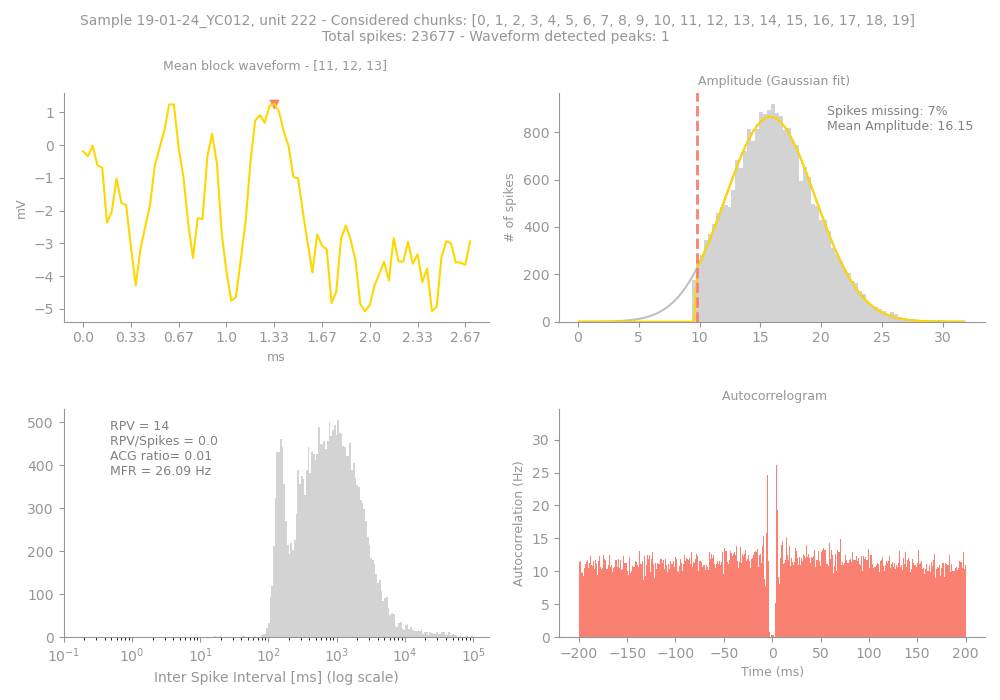 Sample 19-01-24_YC012, unit 222 - Considered chunks: [0, 1, 2, 3, 4, 5, 6, 7, 8, 9, 10, 11, 12, 13, 14, 15, 16, 17, 18, 19]
Total spikes: 23677 - Waveform detected peaks: 1
Mean block waveform - [11, 12, 13]
mV
1
0
−1
−2
−3
−4
−5
0.0 0.33 0.67 1.0 1.33 1.67 2.0 2.33 2.67
ms
Amplitude (Gaussian fit)
Spikes missing: 7%
Mean Amplitude: 16.15
# of spikes
800
600
400
200
0
0 5 10 15 20 25 30
RPV = 14
RPV/Spikes = 0.0
ACG ratio= 0.01
MFR = 26.09 Hz
500
400
300
200
100
0
10−1 100 101 102 103 104 105
Inter Spike Interval [ms] (log scale)
Autocorrelogram
Autocorrelation (Hz)
30
25
20
15
10
5
0
−200 −150 −100 −50 0 50 100 150 200
Time (ms)